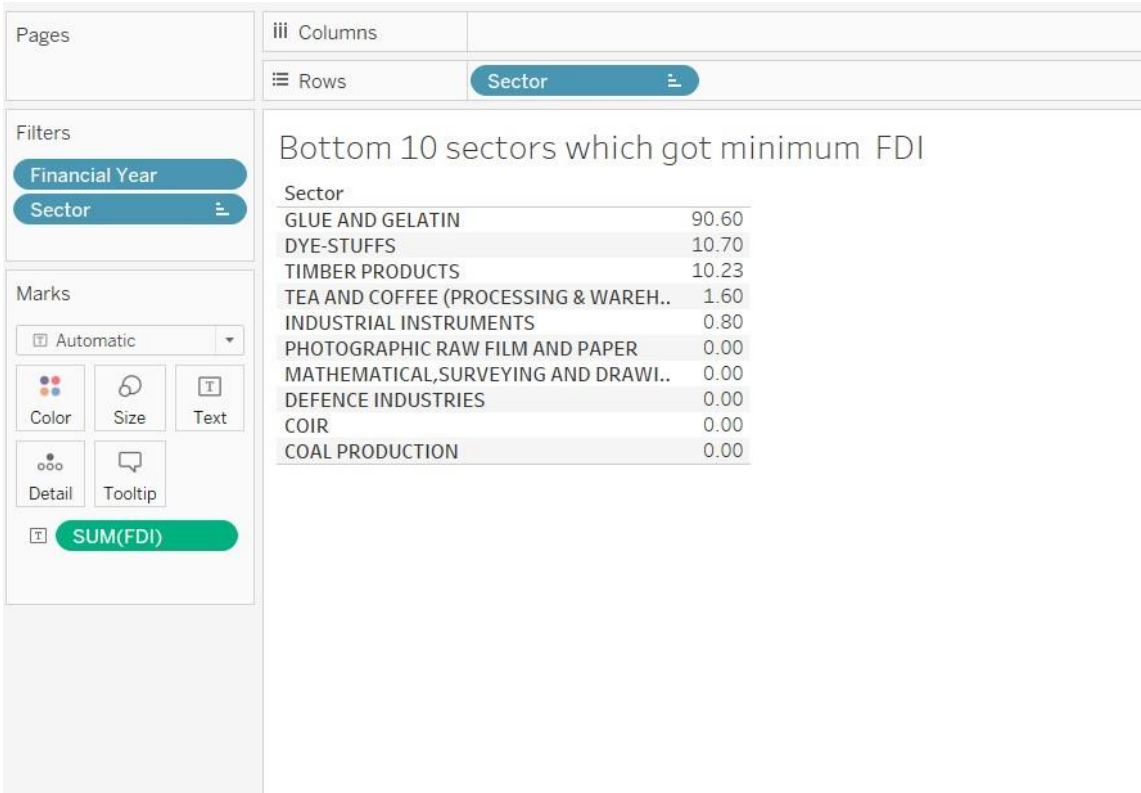 Pages
Columns
Rows Sector
Filters
Financial Year
Sector
Marks
T Automatic
Color Size T Text
Detail Tooltip
T SUM(FDI)
Bottom 10 sectors which got minimum FDI
Sector
GLUE AND GELATIN 90.60
DYE-STUFFS 10.70
TIMBER PRODUCTS 10.23
TEA AND COFFEE (PROCESSING & WAREH.. 1.60
INDUSTRIAL INSTRUMENTS 0.80
PHOTOGRAPHIC RAW FILM AND PAPER 0.00
MATHEMATICAL,SURVEYING AND DRAWI.. 0.00
DEFENCE INDUSTRIES 0.00
COIR 0.00
COAL PRODUCTION 0.00